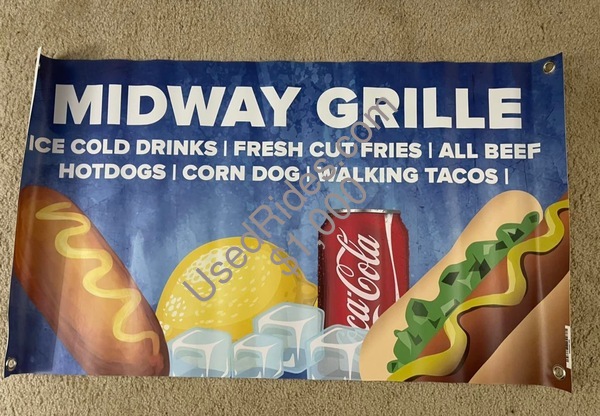 MIDWAY GRILLE
ICE COLD DRINKS | FRESH CUT FRIES | ALL BEEF
HOTDOGS | CORN DOG | WALKING TACOS |
Coca-Cola
UsedRides.com
$1,000